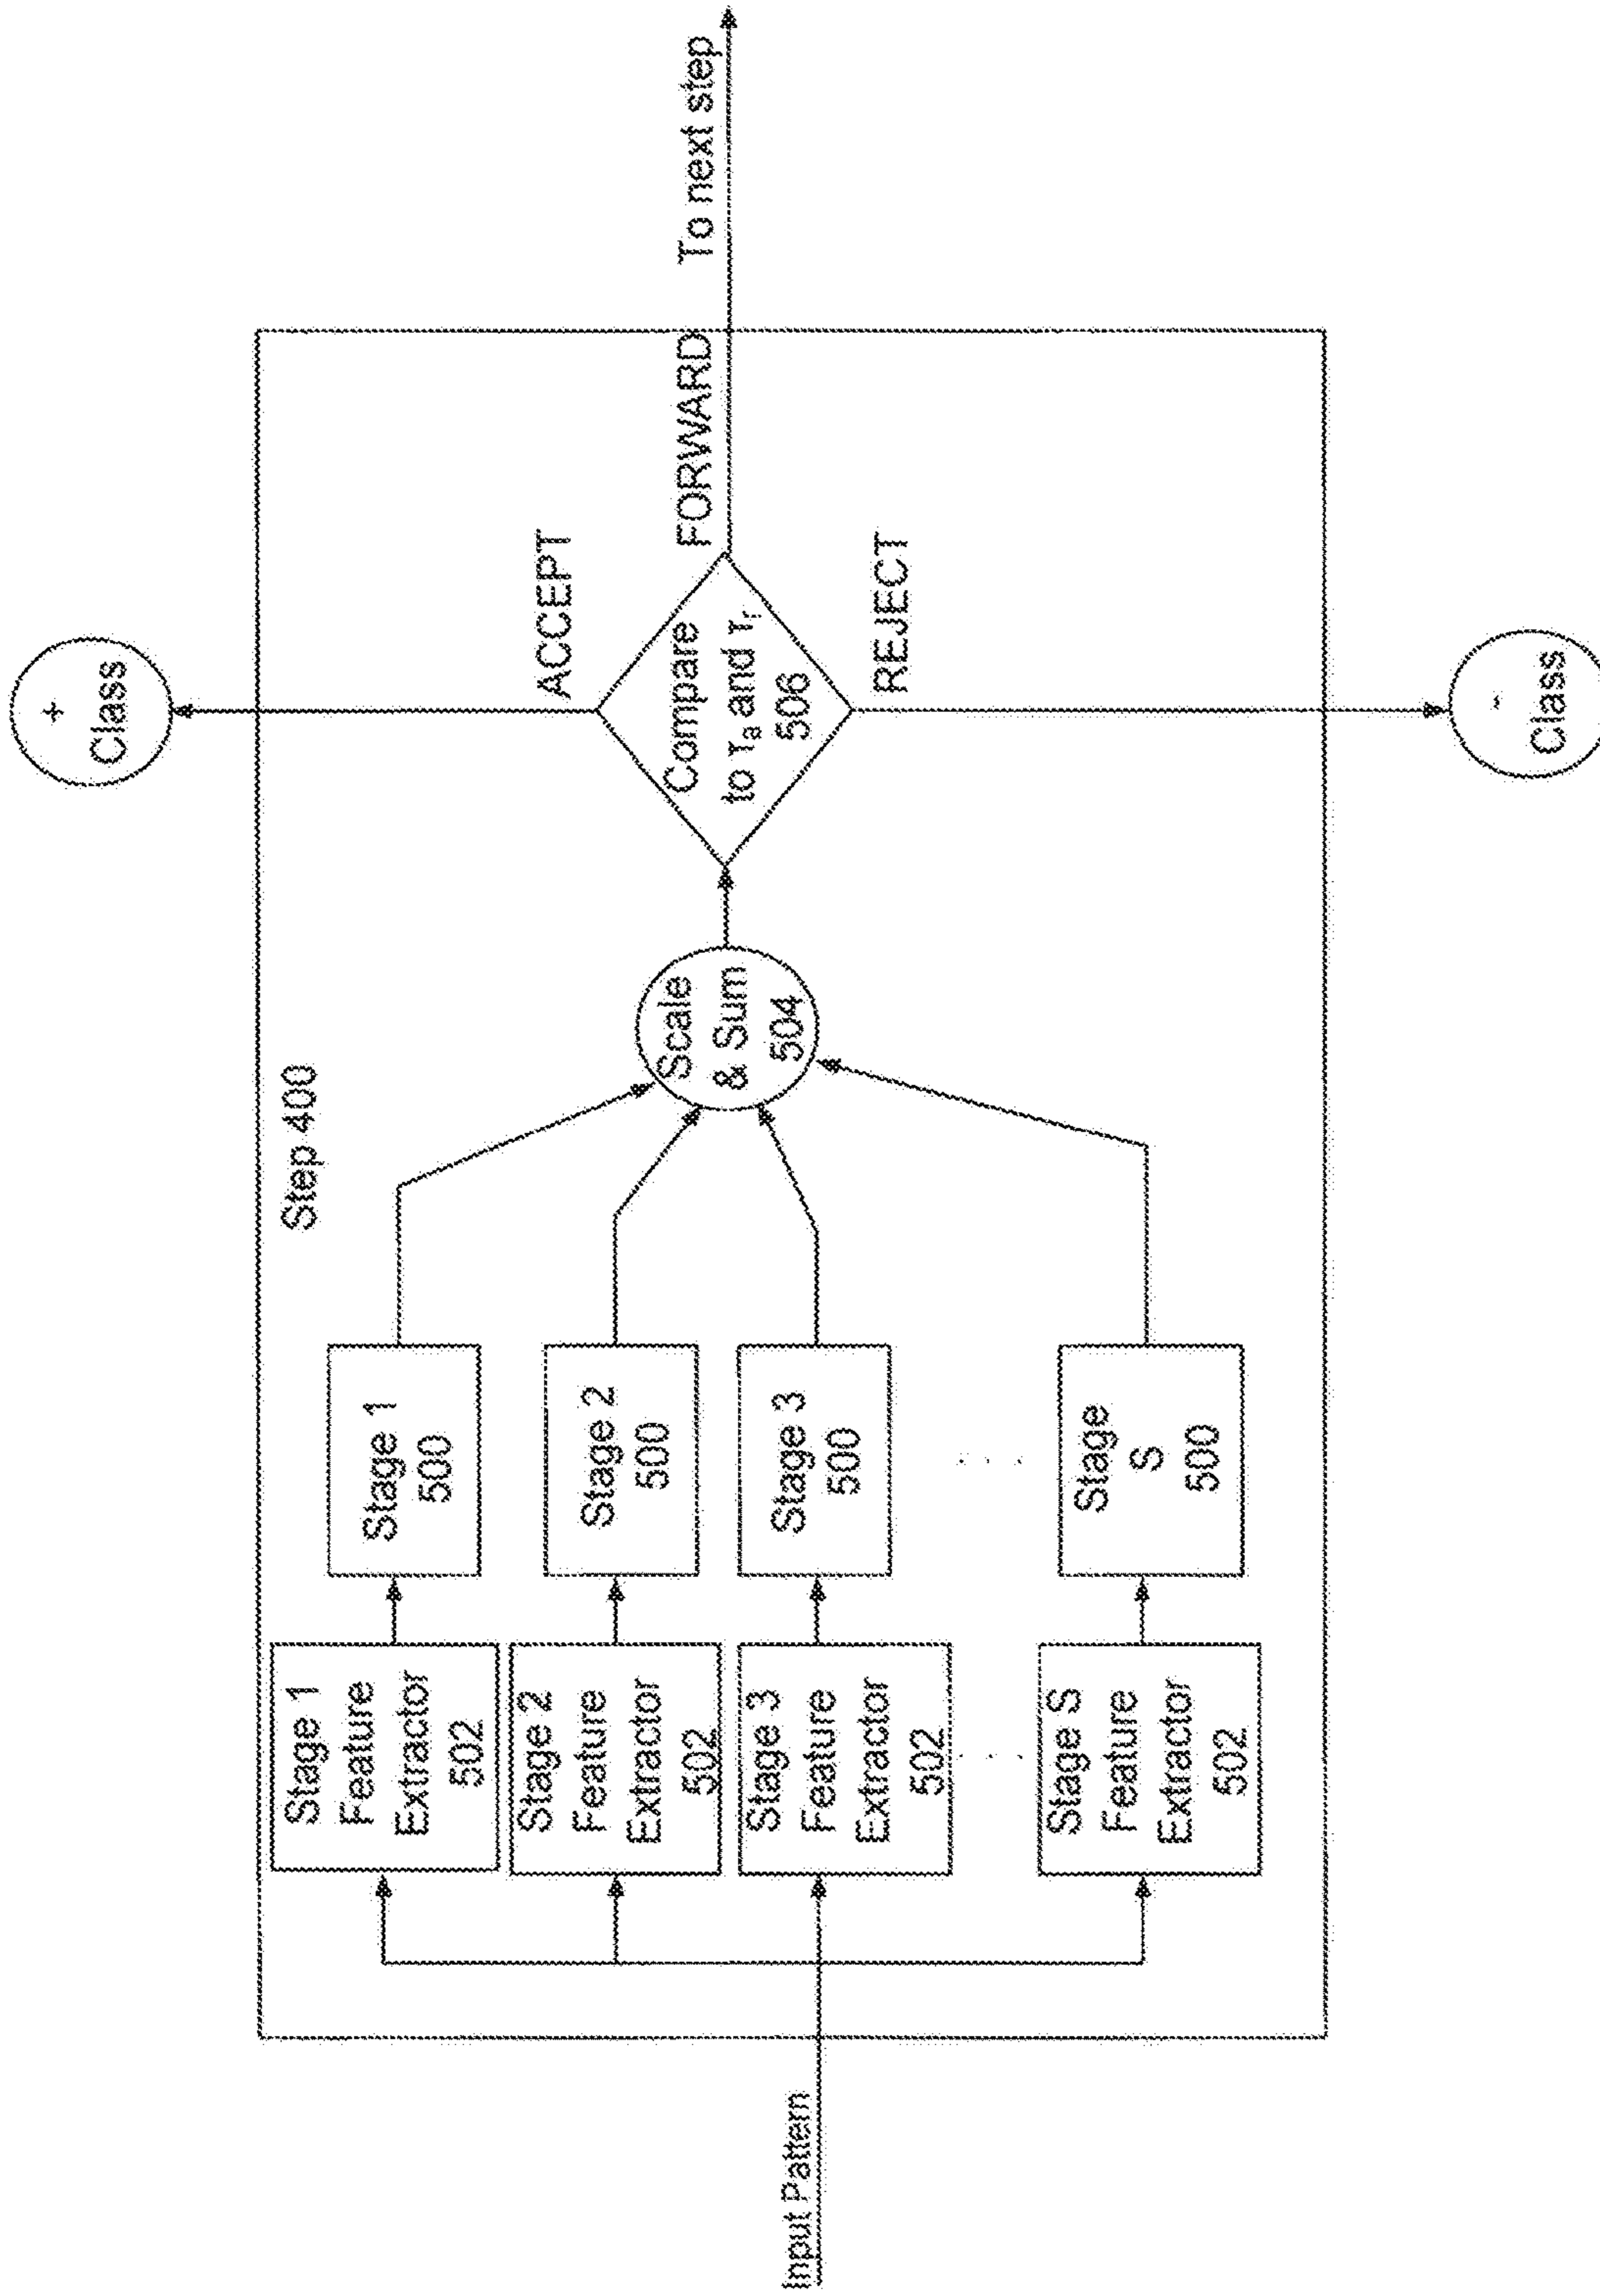 Input Pattern
Step 400
Stage 1
Feature
Extractor
502
Stage 2
Feature
Extractor
502
Stage 3
Feature
Extractor
502
. . .
Stage S
Feature
Extractor
502
Stage 1
500
Stage 2
500
Stage 3
500
. . . .
Stage
S
500
Scale
& Sum
504
Compare
to τa and τr
506
ACCEPT
FORWARD
REJECT
+
Class
-
Class
To next step